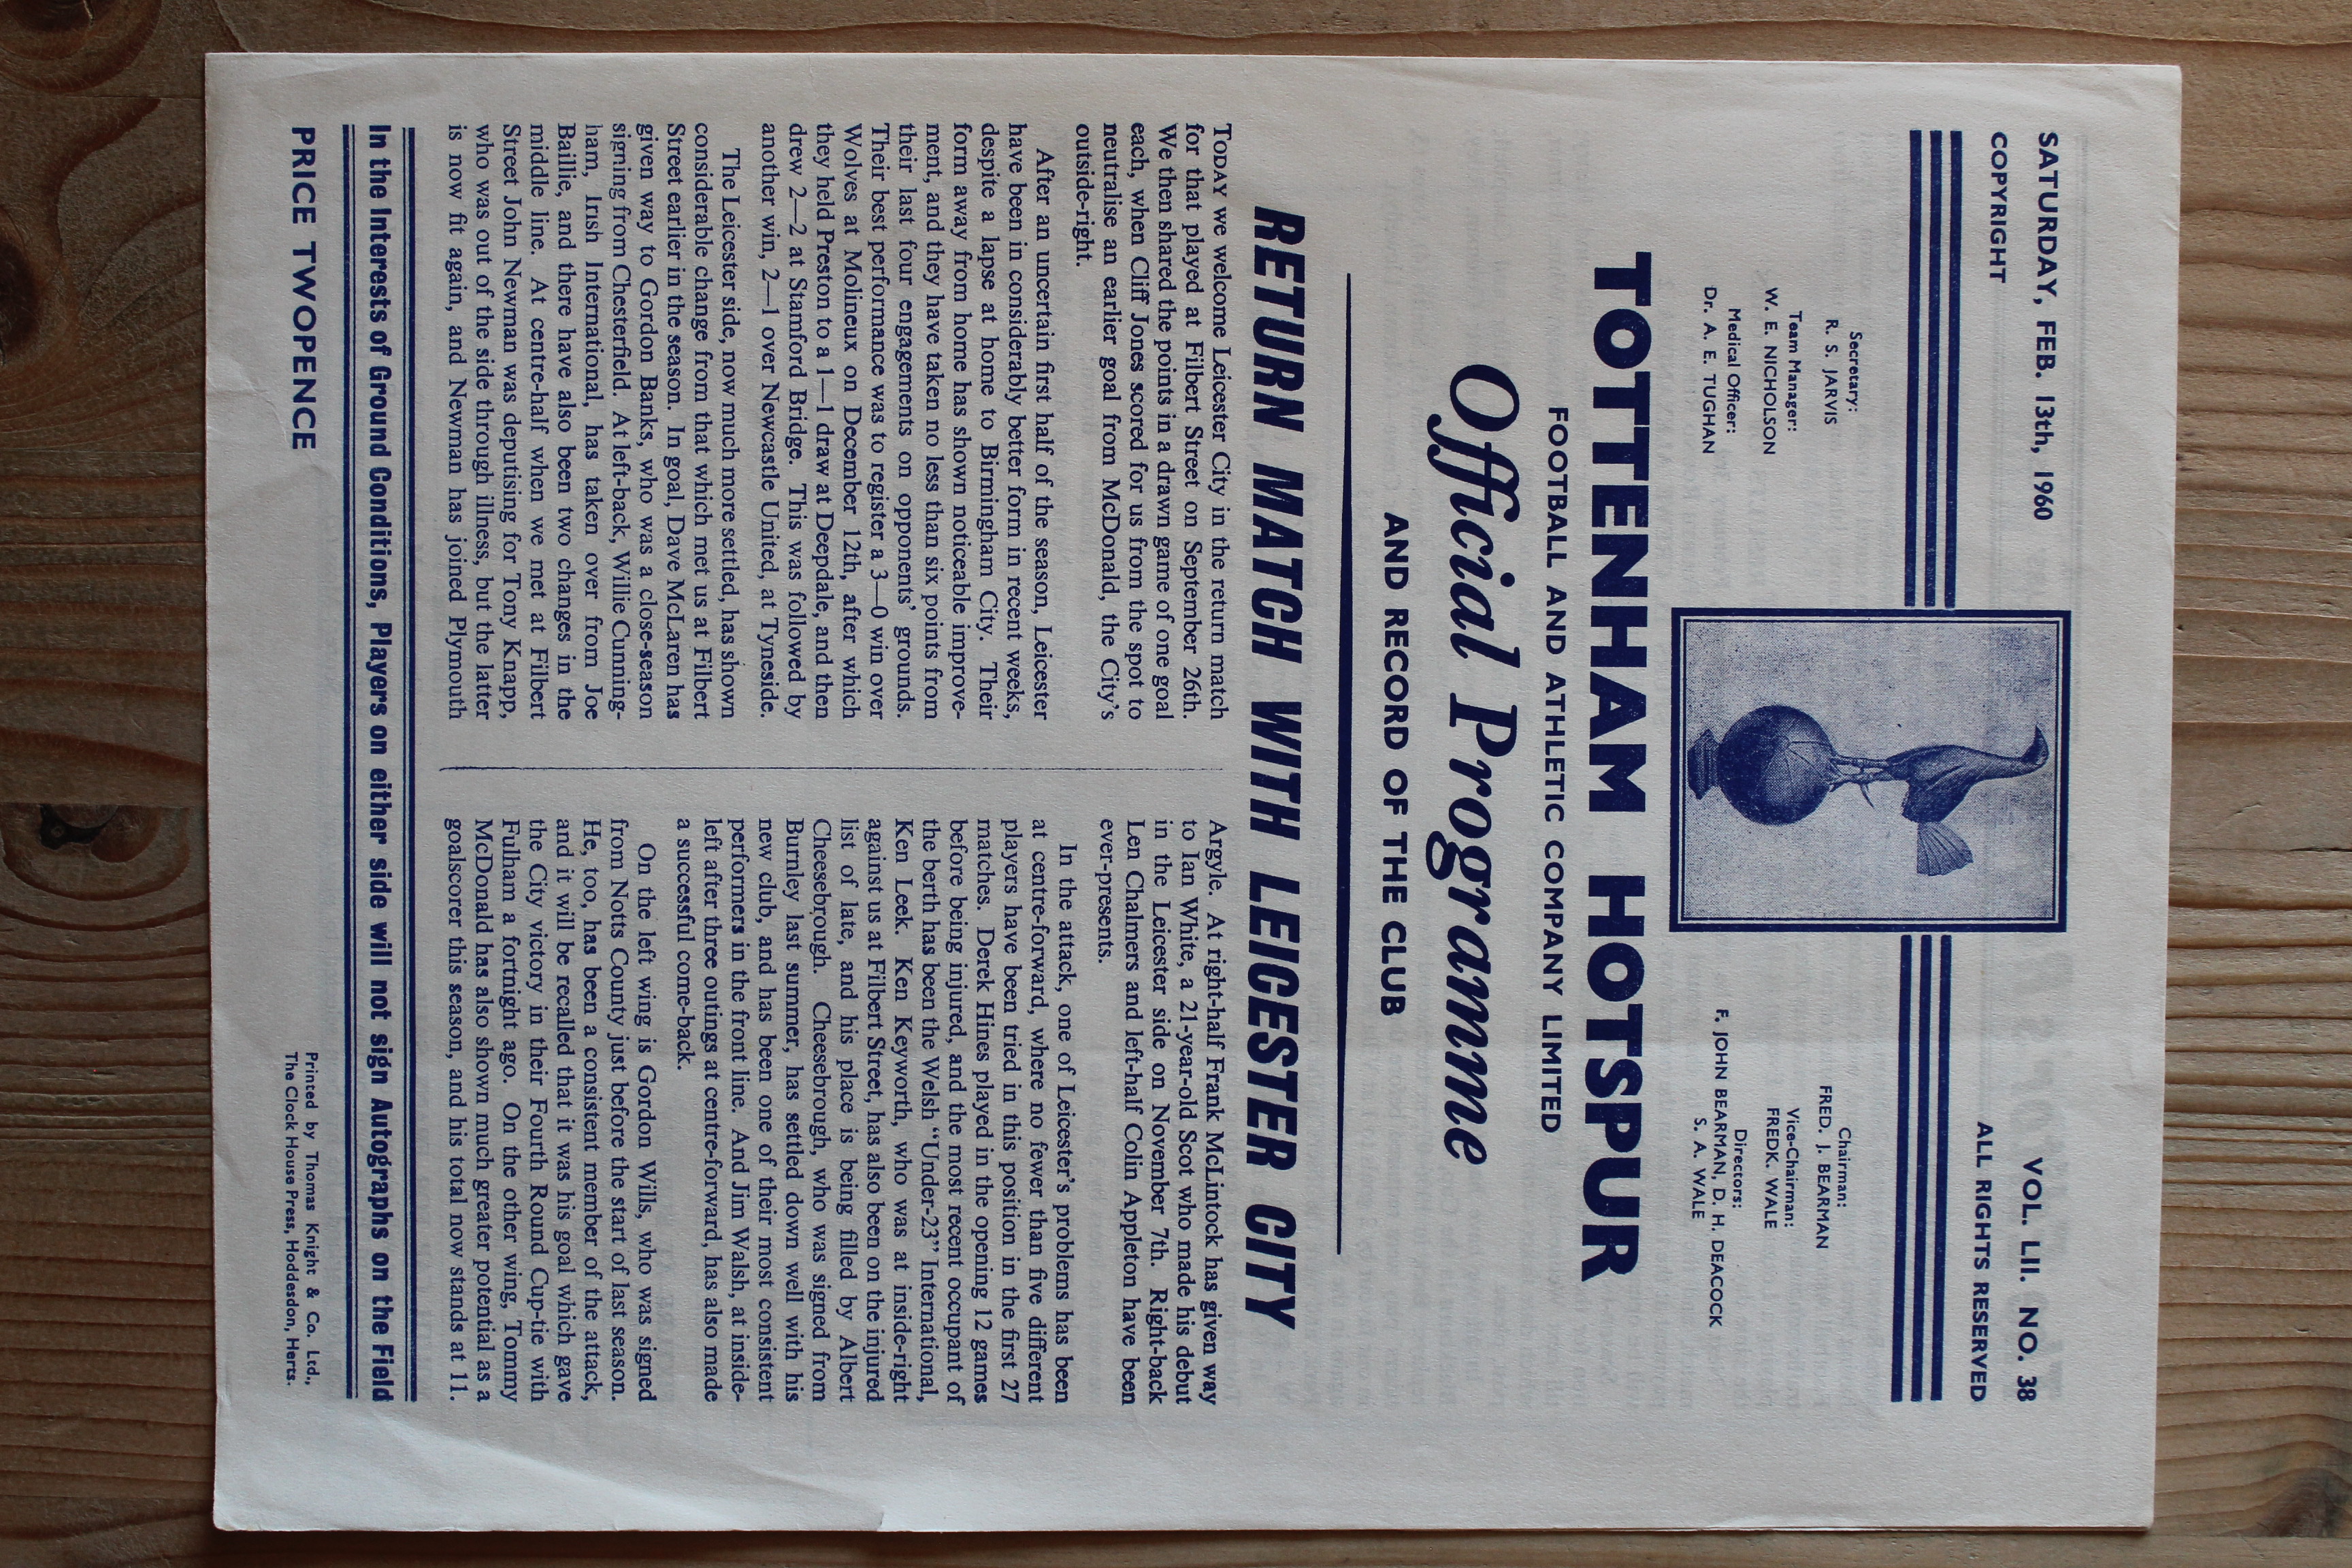 SATURDAY, FEB. 13th, 1960
VOL. LII. NO. 38
COPYRIGHT
ALL RIGHTS RESERVED
Secretary:
R. S. JARVIS
Team Manager:
W. E. NICHOLSON
Medical Officer:
Dr. A. E. TUGHAN
Chairman:
FRED. J. BEARMAN
Vice-Chairman:
FREDK. WALE
Directors:
F. JOHN BEARMAN, D. H. DEACOCK
S. A. WALE
TOTTENHAM HOTSPUR
FOOTBALL AND ATHLETIC COMPANY LIMITED
Official Programme
AND RECORD OF THE CLUB
RETURN MATCH WITH LEICESTER CITY
TODAY we welcome Leicester City in the return match
for that played at Filbert Street on September 26th.
We then shared the points in a drawn game of one goal
each, when Cliff Jones scored for us from the spot to
neutralise an earlier goal from McDonald, the City's
outside-right.
After an uncertain first half of the season, Leicester
have been in considerably better form in recent weeks,
despite a lapse at home to Birmingham City. Their
form away from home has shown noticeable improve-
ment, and they have taken no less than six points from
their last four engagements on opponents' grounds.
Their best performance was to register a 3—0 win over
Wolves at Molineux on December 12th, after which
they held Preston to a 1—1 draw at Deepdale, and then
drew 2—2 at Stamford Bridge. This was followed by
another win, 2—1 over Newcastle United, at Tyneside.
The Leicester side, now much more settled, has shown
considerable change from that which met us at Filbert
Street earlier in the season. In goal, Dave McLaren has
given way to Gordon Banks, who was a close-season
signing from Chesterfield. At left-back, Willie Cunning-
ham, Irish International, has taken over from Joe
Baillie, and there have also been two changes in the
middle line. At centre-half when we met at Filbert
Street John Newman was deputising for Tony Knapp,
who was out of the side through illness, but the latter
is now fit again, and Newman has joined Plymouth
Argyle. At right-half Frank McLintock has given way
to Ian White, a 21-year-old Scot who made his debut
in the Leicester side on November 7th. Right-back
Len Chalmers and left-half Colin Appleton have been
ever-presents.
In the attack, one of Leicester's problems has been
at centre-forward, where no fewer than five different
players have been tried in this position in the first 27
matches. Derek Hines played in the opening 12 games
before being injured, and the most recent occupant of
the berth has been the Welsh "Under-23" International,
Ken Leek. Ken Keyworth, who was at inside-right
against us at Filbert Street, has also been on the injured
list of late, and his place is being filled by Albert
Cheesebrough. Cheesebrough, who was signed from
Burnley last summer, has settled down well with his
new club, and has been one of their most consistent
performers in the front line. And Jim Walsh, at inside-
left after three outings at centre-forward, has also made
a successful come-back.
On the left wing is Gordon Wills, who was signed
from Notts County just before the start of last season.
He, too, has been a consistent member of the attack,
and it will be recalled that it was his goal which gave
the City victory in their Fourth Round Cup-tie with
Fulham a fortnight ago. On the other wing, Tommy
McDonald has also shown much greater potential as a
goalscorer this season, and his total now stands at 11.
In the Interests of Ground Conditions, Players on either side will not sign Autographs on the Field
PRICE TWOPENCE
Printed by Thomas Knight & Co. Ltd.,
The Clock House Press, Hoddesdon, Herts.